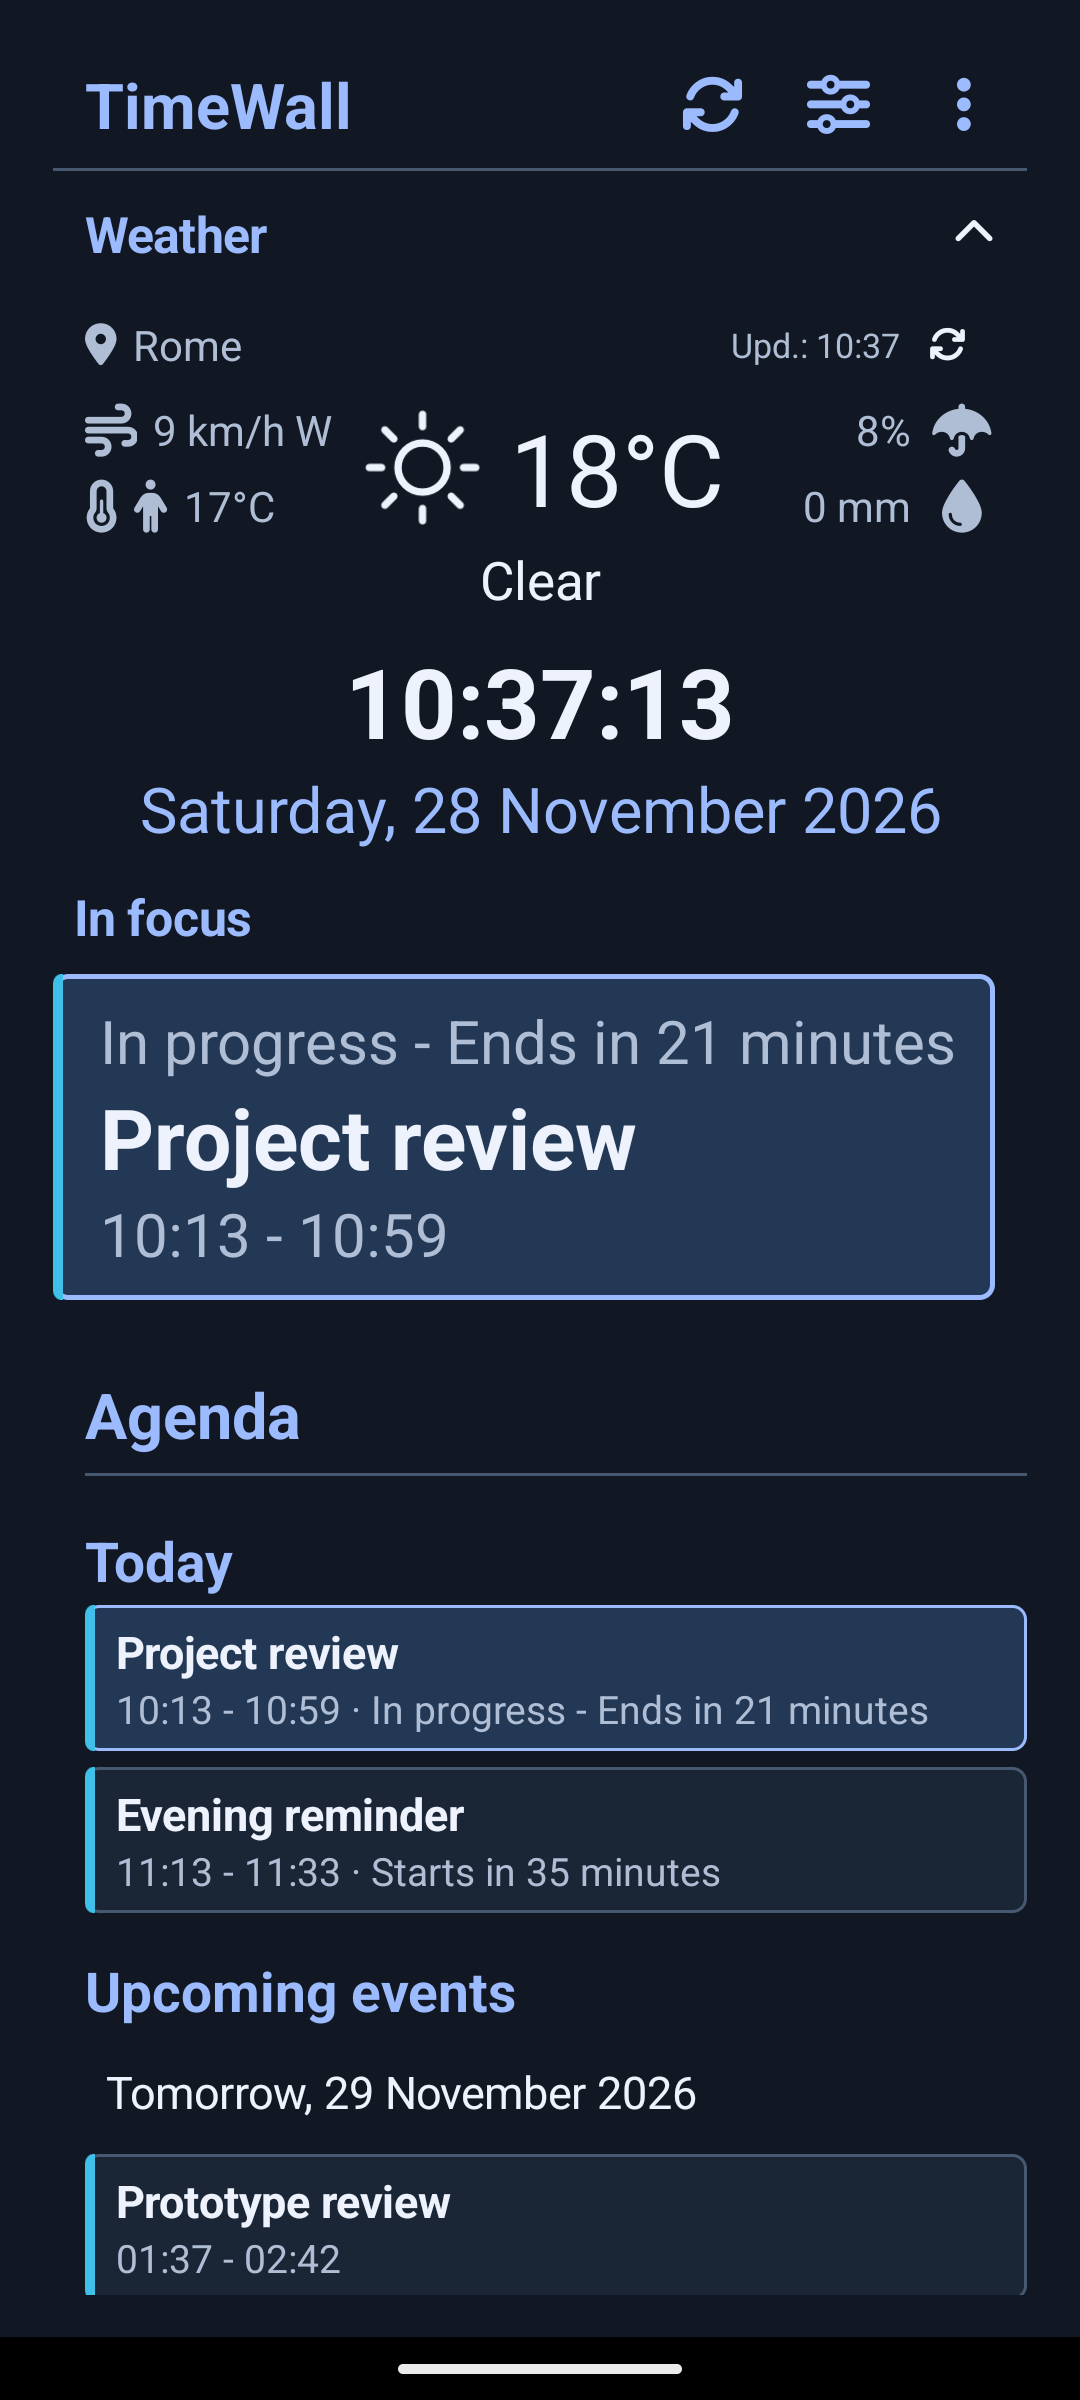 TimeWall
Weather
Rome
Upd.: 10:37
9 km/h W
18°C
8%
17°C
0 mm
Clear
10:37:13
Saturday, 28 November 2026
In focus
In progress - Ends in 21 minutes
Project review
10:13 - 10:59
Agenda
Today
Project review
10:13 - 10:59 · In progress - Ends in 21 minutes
Evening reminder
11:13 - 11:33 · Starts in 35 minutes
Upcoming events
Tomorrow, 29 November 2026
Prototype review
01:37 - 02:42